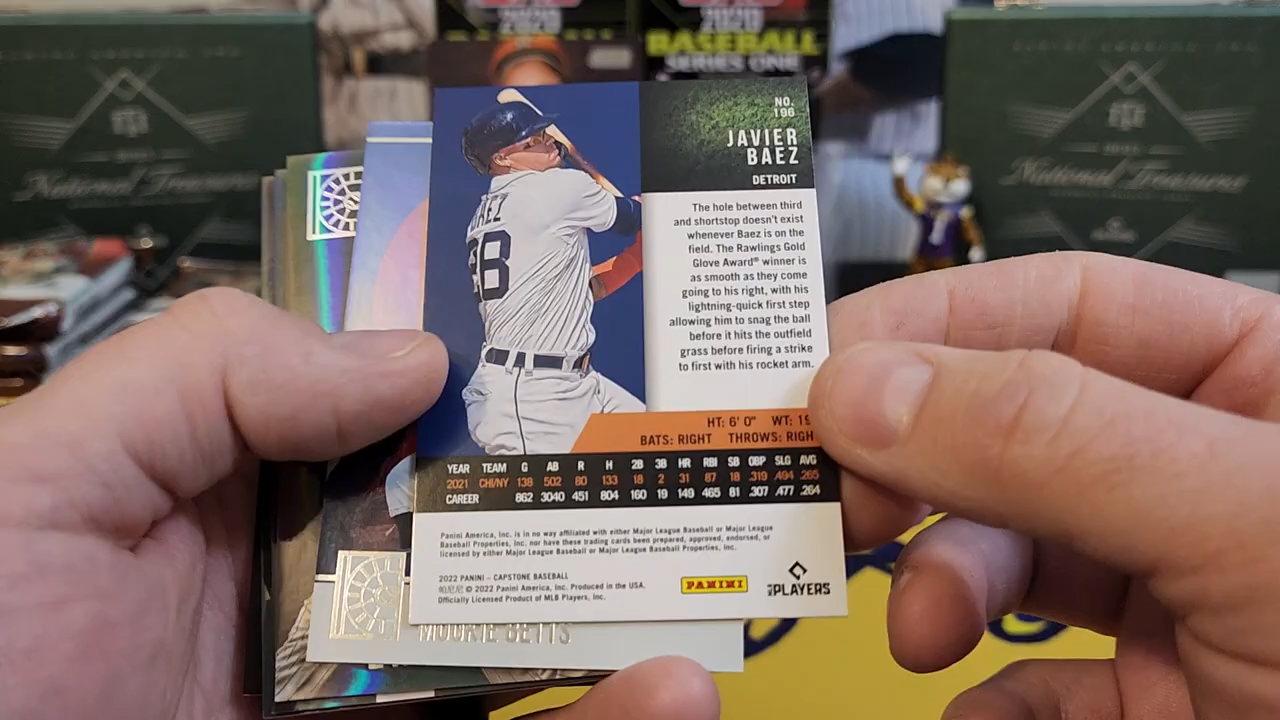 2020
2020
BASEBALL
SERIES ONE
National Treasures
National Treasures
NO.
196
JAVIER
BAEZ
DETROIT
28
The hole between third
and shortstop doesn't exist
whenever Baez is on the
field. The Rawlings Gold
Glove Award® winner is
as smooth as they come
going to his right, with his
lightning-quick first step
allowing him to snag the ball
before it hits the outfield
grass before firing a strike
to first with his rocket arm.
HT: 6' 0" WT: 19
BATS: RIGHT THROWS: RIGH
YEAR TEAM G AB R H 2B 3B HR RBI SB OBP SLG AVG
2021 CHI/NY 138 502 80 133 18 2 31 87 18 .319 .494 .265
CAREER 862 3040 451 804 160 19 149 465 81 .307 .477 .264
Panini America, Inc. is in no way affiliated with either Major League Baseball or Major League
Baseball Properties, Inc. nor have these trading cards been prepared, approved, endorsed, or
licensed by either Major League Baseball or Major League Baseball Properties, Inc.
2022 PANINI – CAPSTONE BASEBALL
帕尼尼 © 2022 Panini America, Inc. Produced in the USA.
Officially Licensed Product of MLB Players, Inc.
PANINI
MLB PLAYERS
MOOKIE BETTS